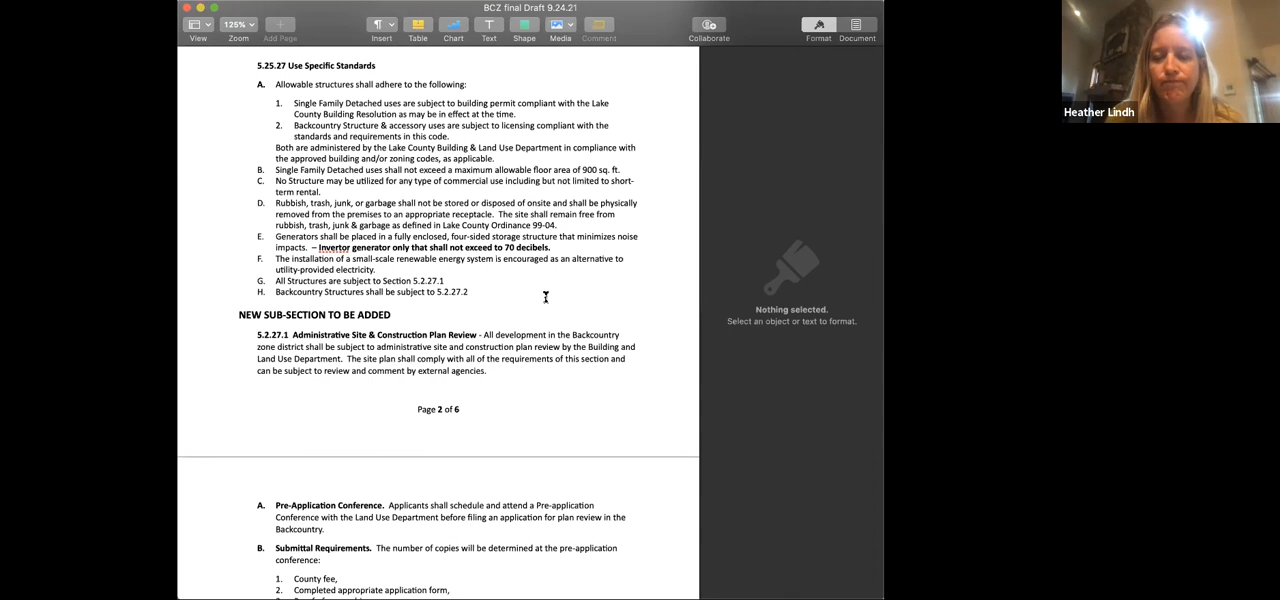 BCZ final Draft 9.24.21
125%
View
Zoom
Add Page
Insert
Table
Chart
Text
Shape
Media
Comment
Collaborate
Format
Document
5.25.27 Use Specific Standards
A. Allowable structures shall adhere to the following:
1. Single Family Detached uses are subject to building permit compliant with the Lake
County Building Resolution as may be in effect at the time.
2. Backcountry Structure & accessory uses are subject to licensing compliant with the
standards and requirements in this code.
Both are administered by the Lake County Building & Land Use Department in compliance with
the approved building and/or zoning codes, as applicable.
B. Single Family Detached uses shall not exceed a maximum allowable floor area of 900 sq. ft.
C. No Structure may be utilized for any type of commercial use including but not limited to short-
term rental.
D. Rubbish, trash, junk, or garbage shall not be stored or disposed of onsite and shall be physically
removed from the premises to an appropriate receptacle. The site shall remain free from
rubbish, trash, junk & garbage as defined in Lake County Ordinance 99-04.
E. Generators shall be placed in a fully enclosed, four-sided storage structure that minimizes noise
impacts. – Invertor generator only that shall not exceed to 70 decibels.
F. The installation of a small-scale renewable energy system is encouraged as an alternative to
utility-provided electricity.
G. All Structures are subject to Section 5.2.27.1
H. Backcountry Structures shall be subject to 5.2.27.2
NEW SUB-SECTION TO BE ADDED
5.2.27.1 Administrative Site & Construction Plan Review - All development in the Backcountry
zone district shall be subject to administrative site and construction plan review by the Building and
Land Use Department. The site plan shall comply with all of the requirements of this section and
can be subject to review and comment by external agencies.
Page 2 of 6
A. Pre-Application Conference. Applicants shall schedule and attend a Pre-application
Conference with the Land Use Department before filing an application for plan review in the
Backcountry.
B. Submittal Requirements. The number of copies will be determined at the pre-application
conference:
1. County fee,
2. Completed appropriate application form,
Nothing selected.
Select an object or text to format.
Heather Lindh